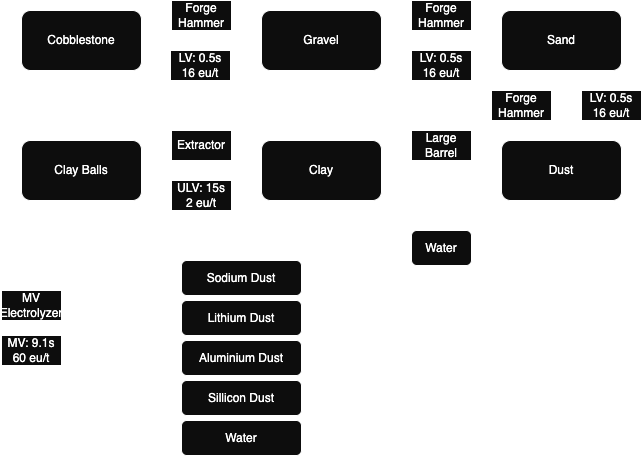 Cobblestone
Forge
Hammer
LV: 0.5s
16 eu/t
Gravel
Forge
Hammer
LV: 0.5s
16 eu/t
Sand
Forge
Hammer
LV: 0.5s
16 eu/t
Clay Balls
Extractor
ULV: 15s
2 eu/t
Clay
Large
Barrel
Dust
Water
Sodium Dust
MV
Electrolyzer
Lithium Dust
MV: 9.1s
60 eu/t
Aluminium Dust
Sillicon Dust
Water